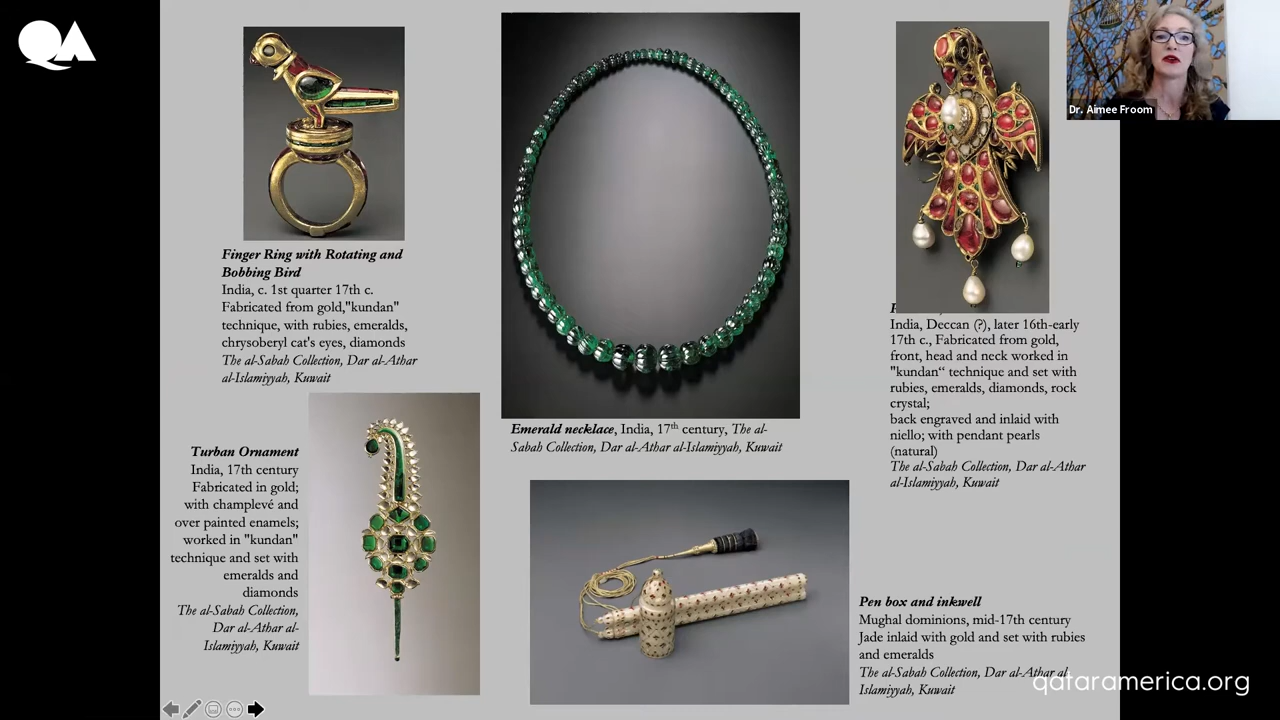 QA
Dr. Aimee Froom
Finger Ring with Rotating and
Bobbing Bird
India, c. 1st quarter 17th c.
Fabricated from gold,"kundan"
technique, with rubies, emeralds,
chrysoberyl cat's eyes, diamonds
The al-Sabah Collection, Dar al-Athar
al-Islamiyyah, Kuwait
Emerald necklace, India, 17th century, The al-
Sabah Collection, Dar al-Athar al-Islamiyyah, Kuwait
India, Deccan (?), later 16th-early
17th c., Fabricated from gold,
front, head and neck worked in
"kundan“ technique and set with
rubies, emeralds, diamonds, rock
crystal;
back engraved and inlaid with
niello; with pendant pearls
(natural)
The al-Sabah Collection, Dar al-Athar
al-Islamiyyah, Kuwait
Turban Ornament
India, 17th century
Fabricated in gold;
with champlevé and
over painted enamels;
worked in "kundan"
technique and set with
emeralds and
diamonds
The al-Sabah Collection,
Dar al-Athar al-
Islamiyyah, Kuwait
Pen box and inkwell
Mughal dominions, mid-17th century
Jade inlaid with gold and set with rubies
and emeralds
The al-Sabah Collection, Dar al-Athar al-
Islamiyyah, Kuwait
qataramerica.org